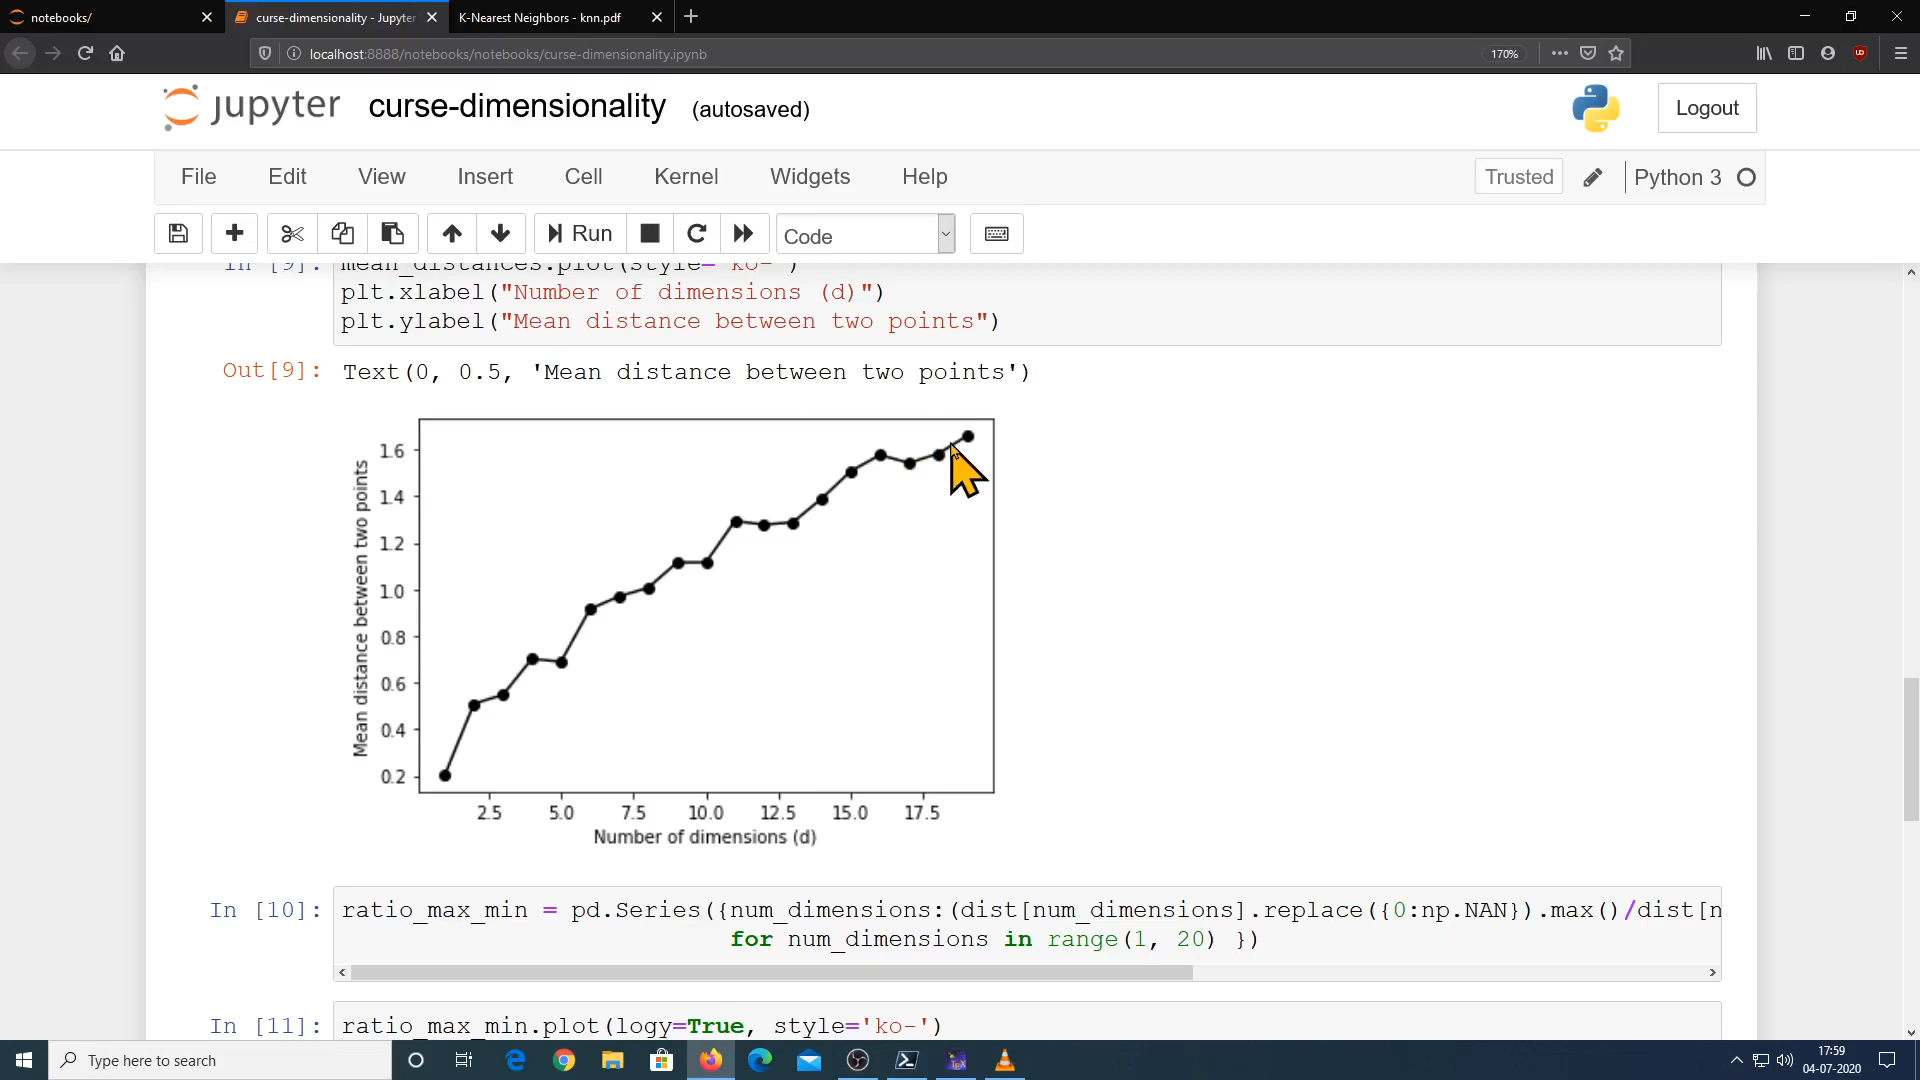 notebooks/
curse-dimensionality - Jupyter
K-Nearest Neighbors - knn.pdf
localhost:8888/notebooks/notebooks/curse-dimensionality.ipynb
170%
jupyter curse-dimensionality (autosaved)
Logout
File Edit View Insert Cell Kernel Widgets Help
Trusted
Python 3
Run
Code
In [9]: mean_distances.plot(style='ko-')
plt.xlabel("Number of dimensions (d)")
plt.ylabel("Mean distance between two points")
Out[9]: Text(0, 0.5, 'Mean distance between two points')
Mean distance between two points
1.6
1.4
1.2
1.0
0.8
0.6
0.4
0.2
2.5 5.0 7.5 10.0 12.5 15.0 17.5
Number of dimensions (d)
In [10]: ratio_max_min = pd.Series({num_dimensions:(dist[num_dimensions].replace({0:np.NAN}).max()/dist[n
for num_dimensions in range(1, 20) })
In [11]: ratio_max_min.plot(logy=True, style='ko-')
Type here to search
17:59
04-07-2020